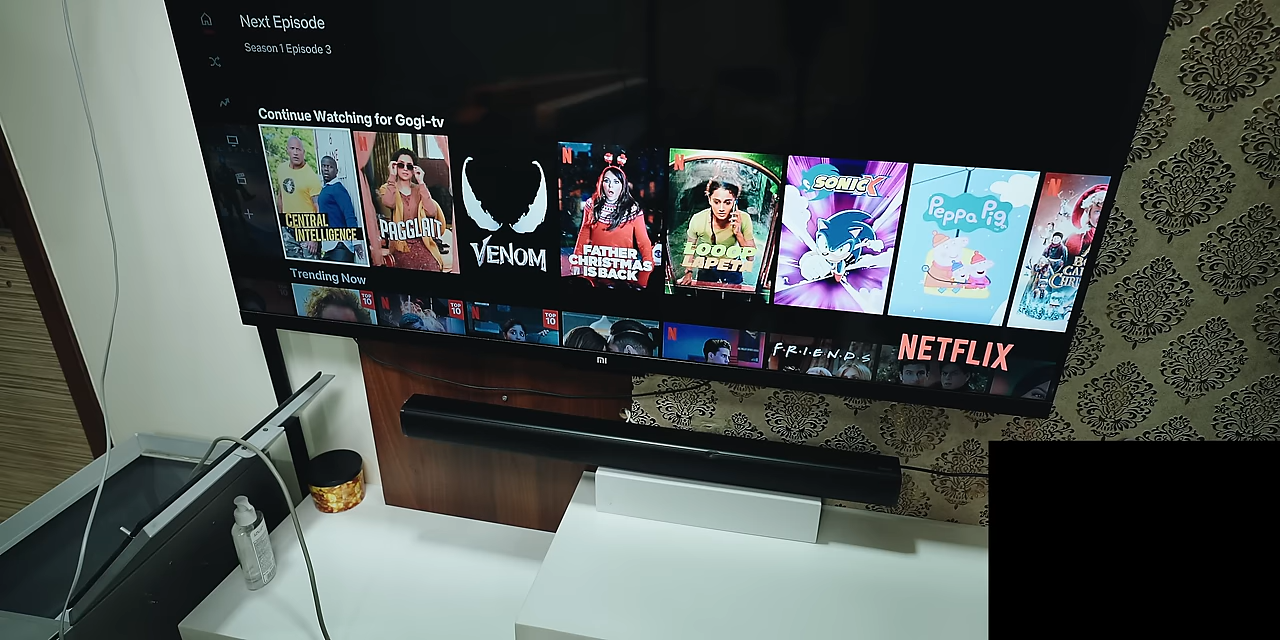 Next Episode
Season 1 Episode 3
Continue Watching for Gogi-tv
CENTRAL
INTELLIGENCE
PAGGLAIT
VENOM
N
FATHER
CHRISTMAS
IS BACK
N
LOOOP
LAPETA
SONIC X
Peppa Pig
N
Trending Now
TOP
10
N
TOP
10
TOP
10
N
F·R·I·E·N·D·S
NETFLIX
mi